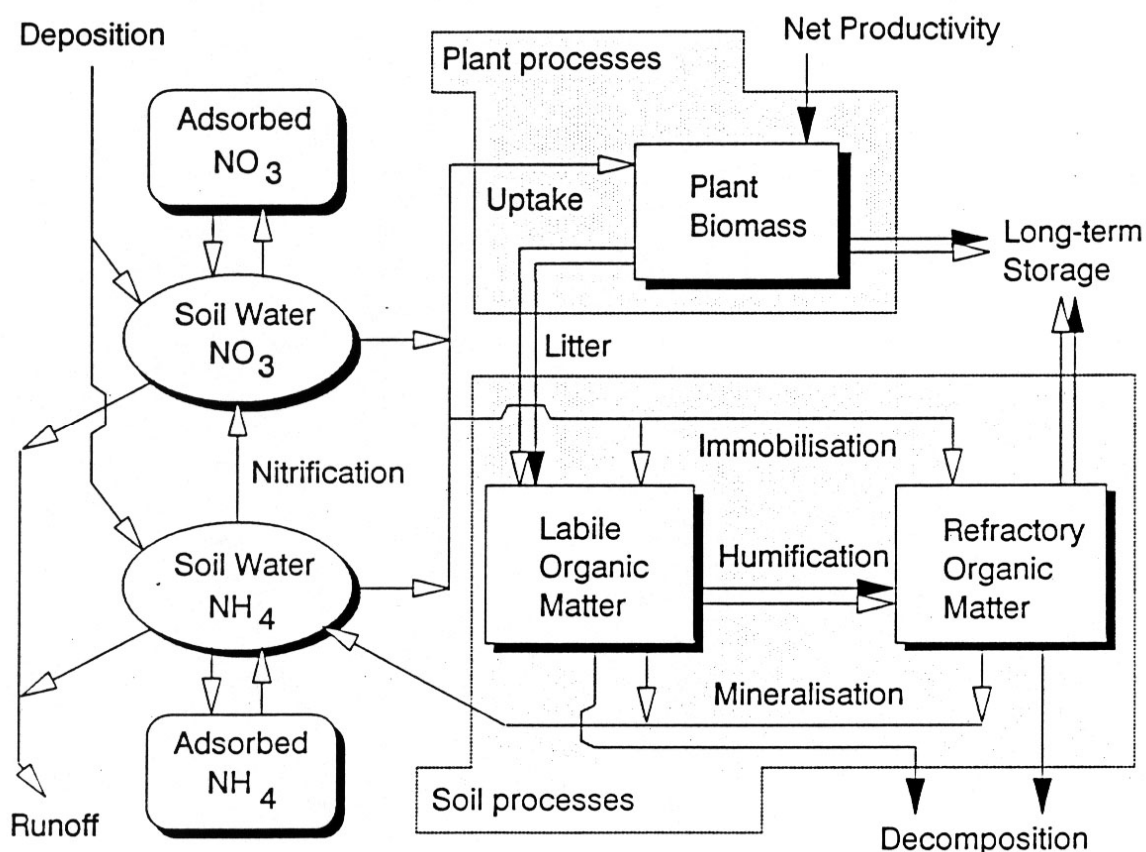 Deposition
Net Productivity
Plant processes
Adsorbed
NO3
Plant
Biomass
Uptake
Long-term
Storage
Soil Water
NO3
Litter
Immobilisation
Nitrification
Labile
Organic
Matter
Humification
Refractory
Organic
Matter
Soil Water
NH4
Mineralisation
Adsorbed
NH4
Soil processes
Runoff
Decomposition